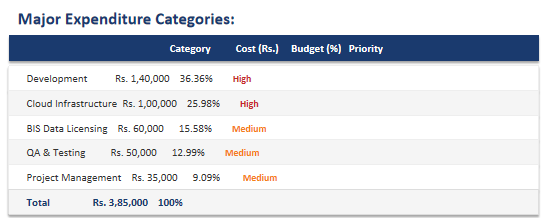 Major Expenditure Categories:
Category Cost (Rs.) Budget (%) Priority
Development Rs. 1,40,000 36.36% High
Cloud Infrastructure Rs. 1,00,000 25.98% High
BIS Data Licensing Rs. 60,000 15.58% Medium
QA & Testing Rs. 50,000 12.99% Medium
Project Management Rs. 35,000 9.09% Medium
Total Rs. 3,85,000 100%